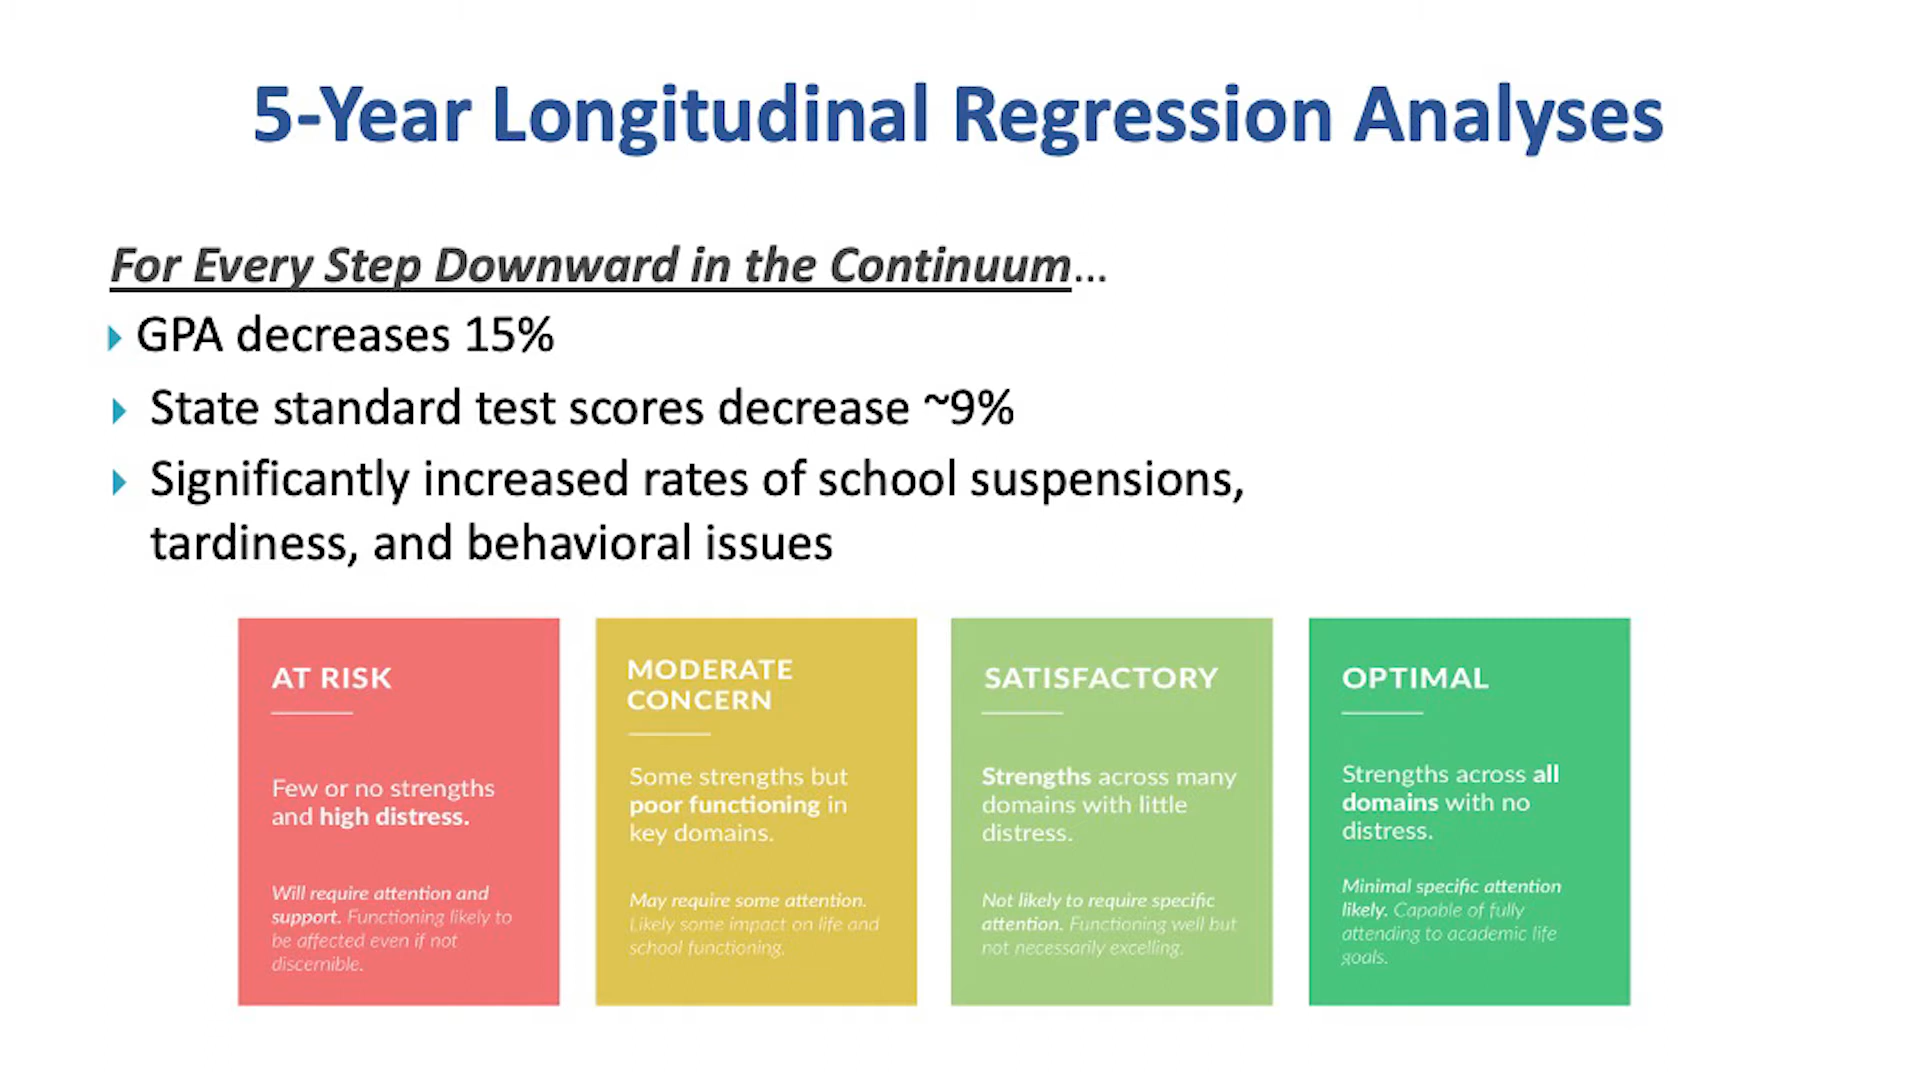 5-Year Longitudinal Regression Analyses
For Every Step Downward in the Continuum...
GPA decreases 15%
State standard test scores decrease ~9%
Significantly increased rates of school suspensions,
tardiness, and behavioral issues
AT RISK
Few or no strengths
and high distress.
Will require attention and
support. Functioning likely to
be affected even if not
discernible.
MODERATE
CONCERN
Some strengths but
poor functioning in
key domains.
May require some attention.
Likely some impact on life and
school functioning.
SATISFACTORY
Strengths across many
domains with little
distress.
Not likely to require specific
attention. Functioning well but
not necessarily excelling.
OPTIMAL
Strengths across all
domains with no
distress.
Minimal specific attention
likely. Capable of fully
attending to academic life
goals.